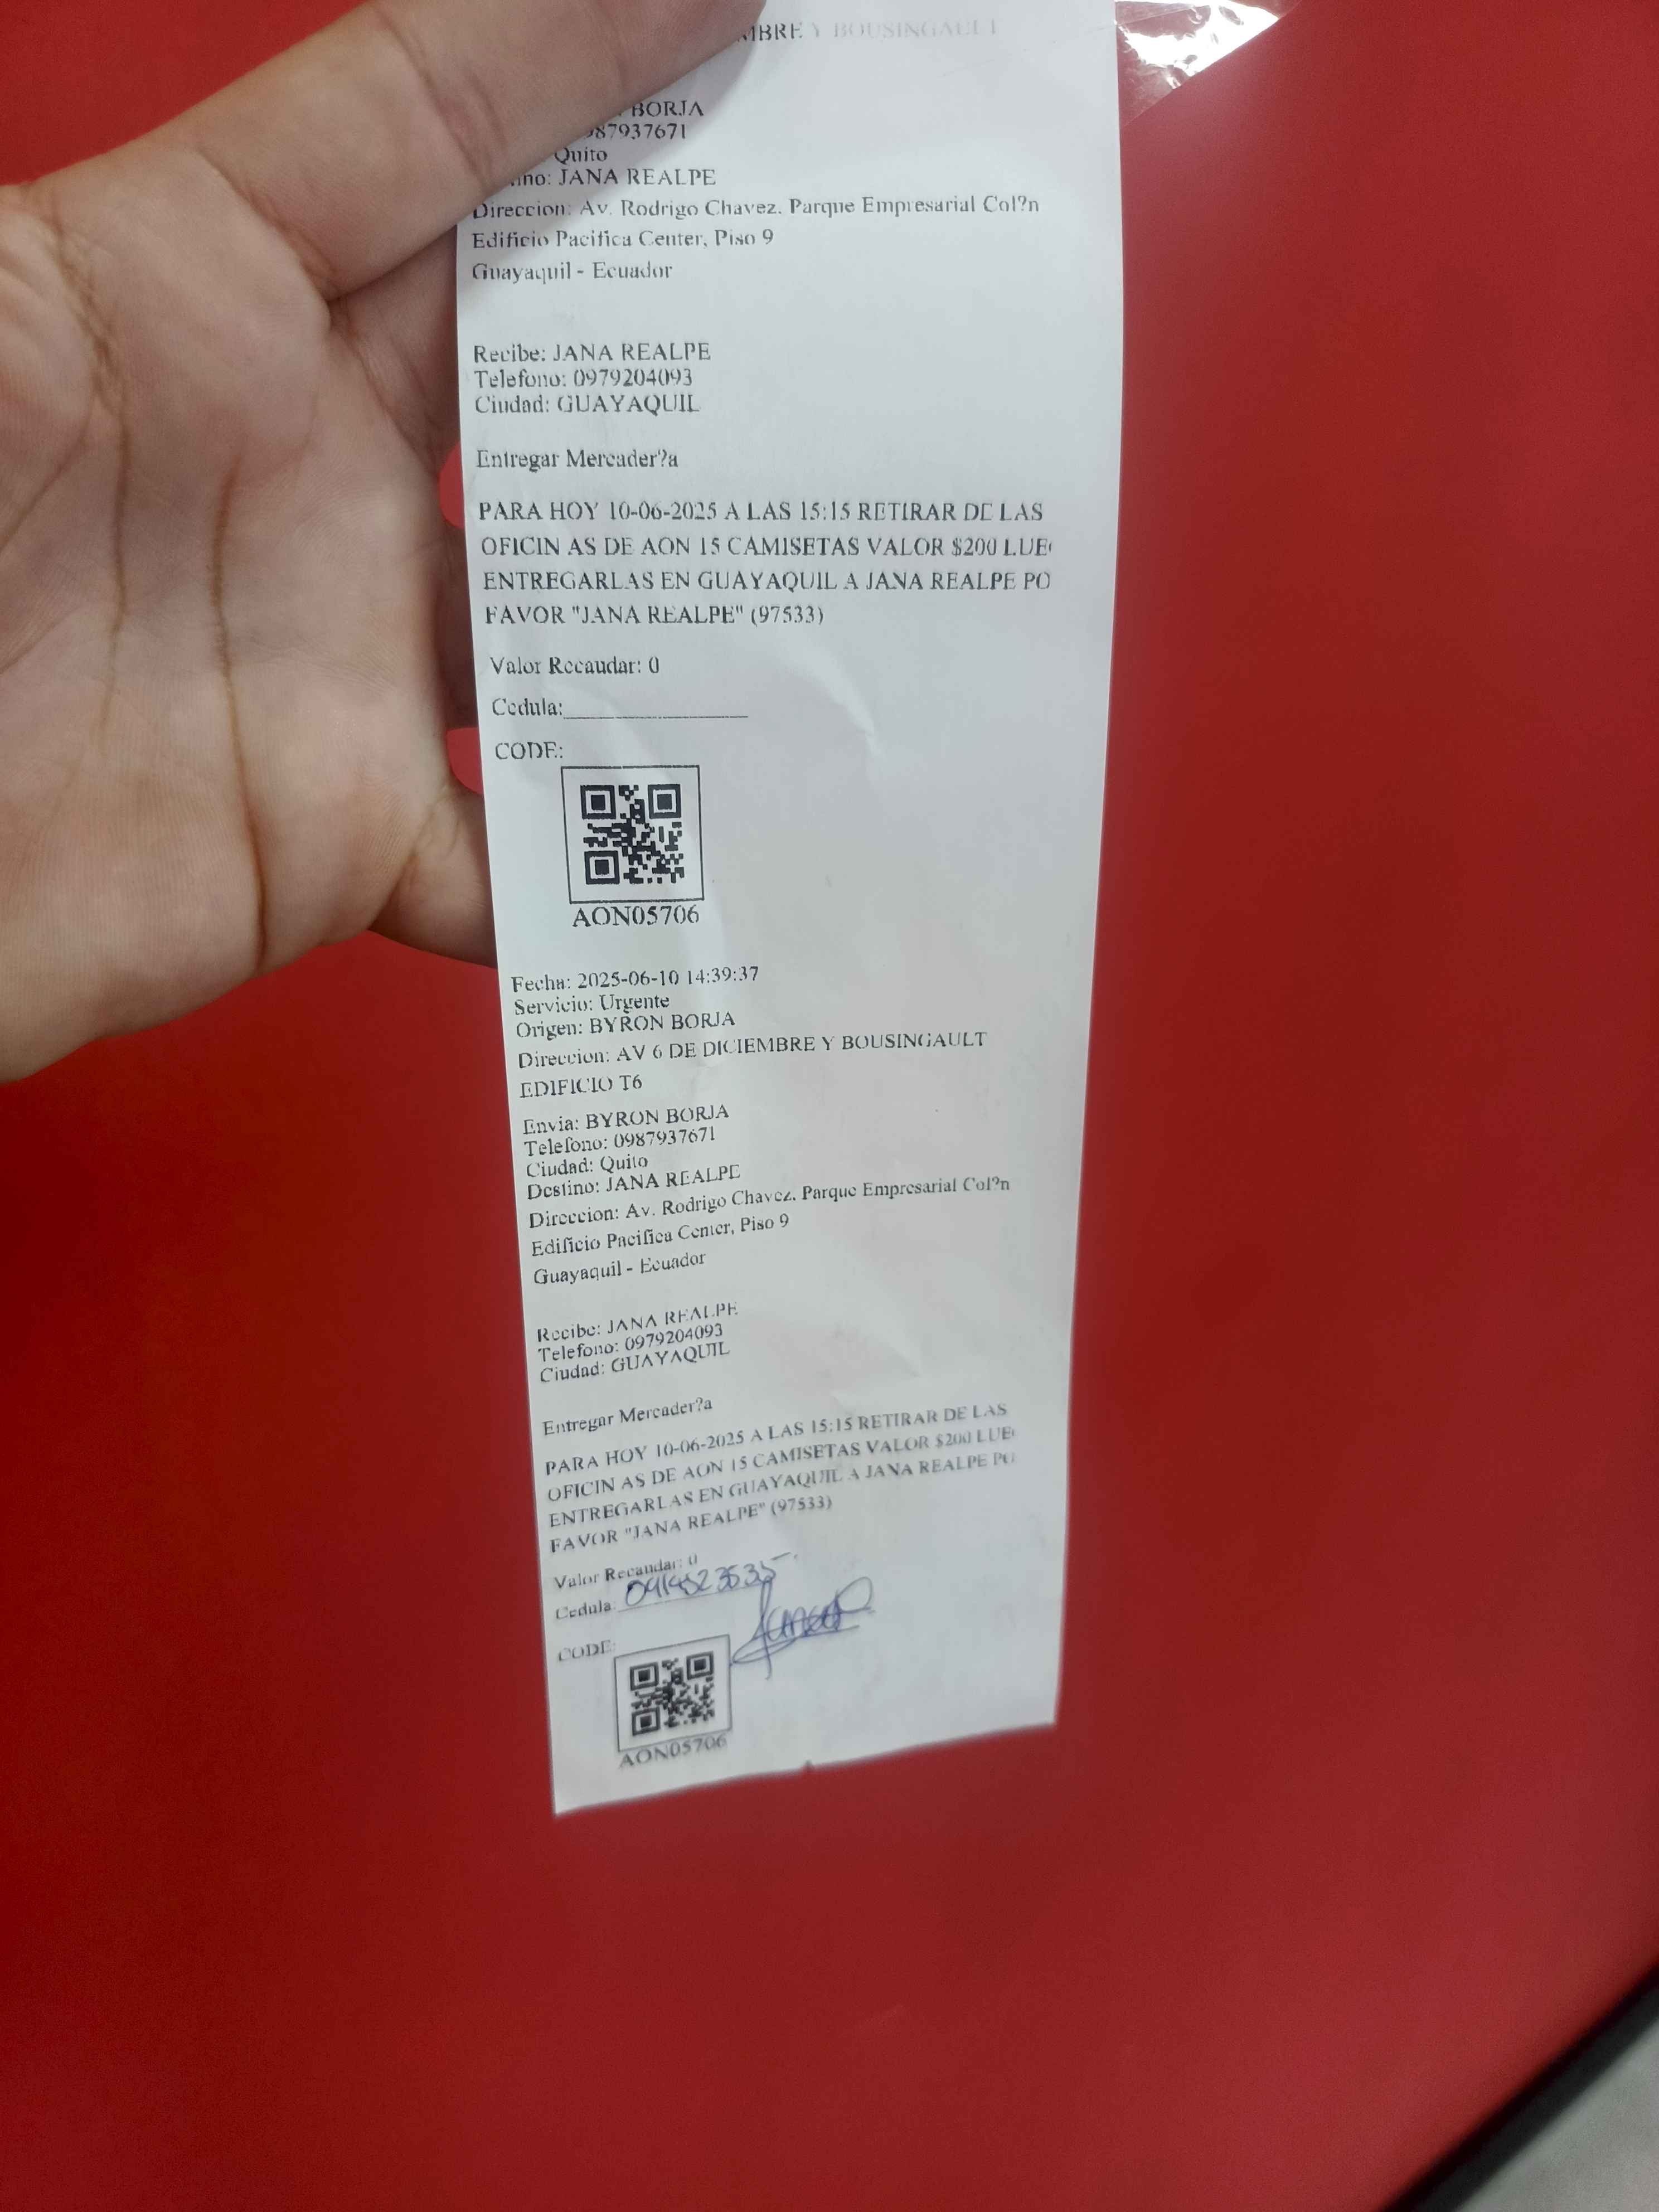 MBRE Y BOUSINGAULT
BORJA
987937671
Quito
ino: JANA REALPE
Direccion: Av. Rodrigo Chavez. Parque Empresarial Col?n
Edificio Pacifica Center, Piso 9
Guayaquil - Ecuador
Recibe: JANA REALPE
Telefono: 0979204093
Ciudad: GUAYAQUIL
Entregar Mercader?a
PARA HOY 10-06-2025 A LAS 15:15 RETIRAR DE LAS
OFICIN AS DE AON 15 CAMISETAS VALOR $200 LUE
ENTREGARLAS EN GUAYAQUIL A JANA REALPE PO
FAVOR "JANA REALPE" (97533)
Valor Recaudar: 0
Cedula:
CODE:
AON05706
Fecha: 2025-06-10 14:39:37
Servicio: Urgente
Origen: BYRON BORJA
Direccion: AV 6 DE DICIEMBRE Y BOUSINGAULT
EDIFICIO T6
Envia: BYRON BORJA
Telefono: 0987937671
Ciudad: Quito
Destino: JANA REALPE
Direccion: Av. Rodrigo Chavez. Parque Empresarial Col?n
Edificio Pacifica Center, Piso 9
Guayaquil - Ecuador
Recibe: JANA REALPE
Telefono: 0979204093
Ciudad: GUAYAQUIL
Entregar Mercader?a
PARA HOY 10-06-2025 A LAS 15:15 RETIRAR DE LAS
OFICIN AS DE AON 15 CAMISETAS VALOR $200 LUE
ENTREGARLAS EN GUAYAQUIL A JANA REALPE PO
FAVOR "JANA REALPE" (97533)
Valor Recaudar: 0
Cedula:
CODE:
AON05706